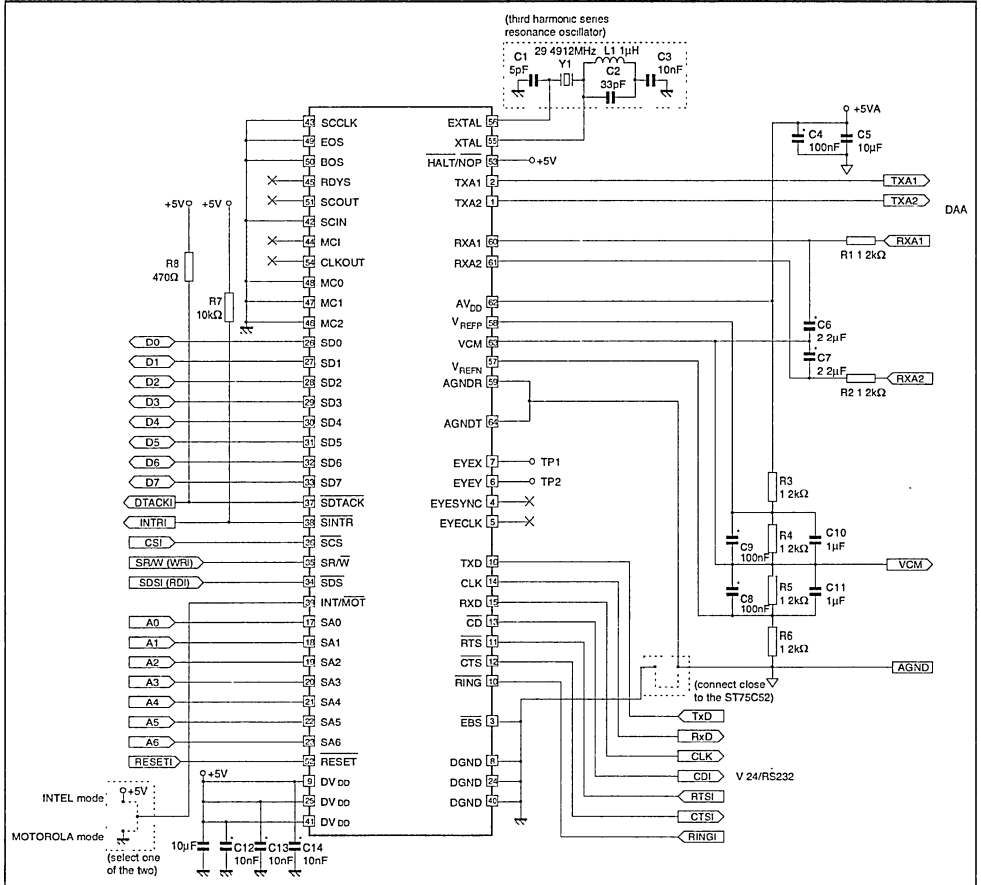 (third harmonic series
resonance oscillator)
29 4912MHz L1 1µH
C1 Y1 C2 C3
5pF 33pF 10nF
+5VA
C4
100nF
C5
10µF
43 SCCLK EXTAL 56
49 EOS XTAL 55
50 BOS HALT/NOP 53 +5V
45 RDYS TXA1 2 TXA1
51 SCOUT TXA2 1 TXA2
DAA
42 SCIN
44 MCI RXA1 60 RXA1
R1 1 2kΩ
54 CLKOUT RXA2 61
48 MC0
47 MC1 AVDD 62
46 MC2 VREFP 58
+5V +5V
R8
470Ω
R7
10kΩ
C6
2 2µF
C7
2 2µF
RXA2
R2 1 2kΩ
D0 26 SD0 VCM 63
D1 27 SD1 VREFN 57
D2 28 SD2 AGNDR 59
D3 29 SD3
D4 30 SD4 AGNDT 64
D5 31 SD5
D6 32 SD6 EYEX 7 TP1
D7 33 SD7 EYEY 6 TP2
DTACKI 37 SDTACK EYESYNC 4
INTRI 38 SINTR EYECLK 5
CSI 36 SCS
SR/W (WRI) 35 SR/W TXD 16
SDSI (RDI) 34 SDS CLK 14
INT/MOT RXD 15
A0 17 SA0 CD 13
A1 18 SA1 RTS 11
A2 19 SA2 CTS 12
A3 20 SA3 RING 10
A4 21 SA4
A5 22 SA5 EBS 3
A6 23 SA6
RESETI 52 RESET DGND 8
9 DVDD DGND 24
25 DVDD DGND 40
41 DVDD
R3
1 2kΩ
R4
1 2kΩ
C10
1µF
C9
100nF
VCM
C8
100nF
R5
1 2kΩ
C11
1µF
R6
1 2kΩ
AGND
(connect close
to the ST75C52)
TxD
RxD
CLK
CDI V 24/RS232
RTSI
CTSI
RINGI
+5V
INTEL mode +5V
MOTOROLA mode
(select one
of the two)
10µF C12
10nF
C13
10nF
C14
10nF